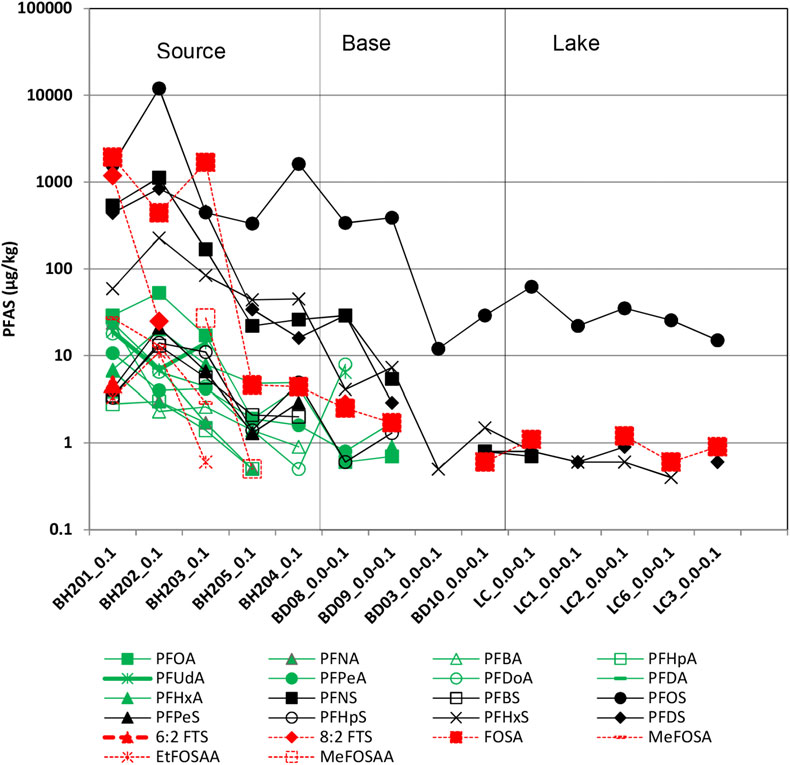 100000
Source
Base
Lake
10000
1000
100
10
1
0.1
PFAS (µg/kg)
BH201_0.1
BH202_0.1
BH203_0.1
BH205_0.1
BH204_0.1
BD08_0.0-0.1
BD09_0.0-0.1
BD03_0.0-0.1
BD10_0.0-0.1
LC_0.0-0.1
LC1_0.0-0.1
LC2_0.0-0.1
LC6_0.0-0.1
LC3_0.0-0.1
PFOA PFNA PFBA PFHpA
PFUdA PFPeA PFDoA PFDA
PFHxA PFNS PFBS PFOS
PFPeS PFHpS PFHxS PFDS
6:2 FTS 8:2 FTS FOSA MeFOSA
EtFOSAA MeFOSAA